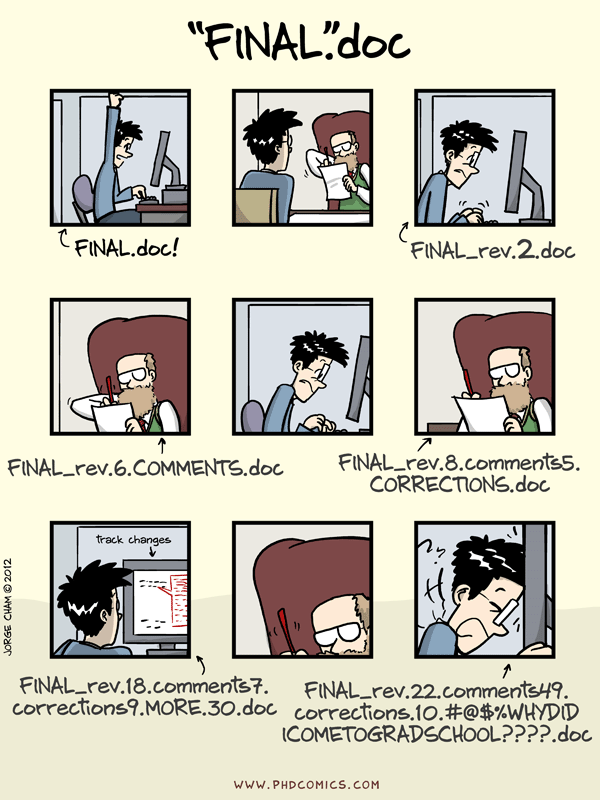 "FINAL".doc
FINAL.doc!
FINAL_rev.2.doc
FINAL_rev.6.COMMENTS.doc
FINAL_rev.8.comments5.
CORRECTIONS.doc
track changes
FINAL_rev.18.comments7.
corrections9.MORE.30.doc
FINAL_rev.22.comments49.
corrections.10.#@$%WHYDID
ICOMETOGRADSCHOOL????.doc
JORGE CHAM © 2012
WWW.PHDCOMICS.COM